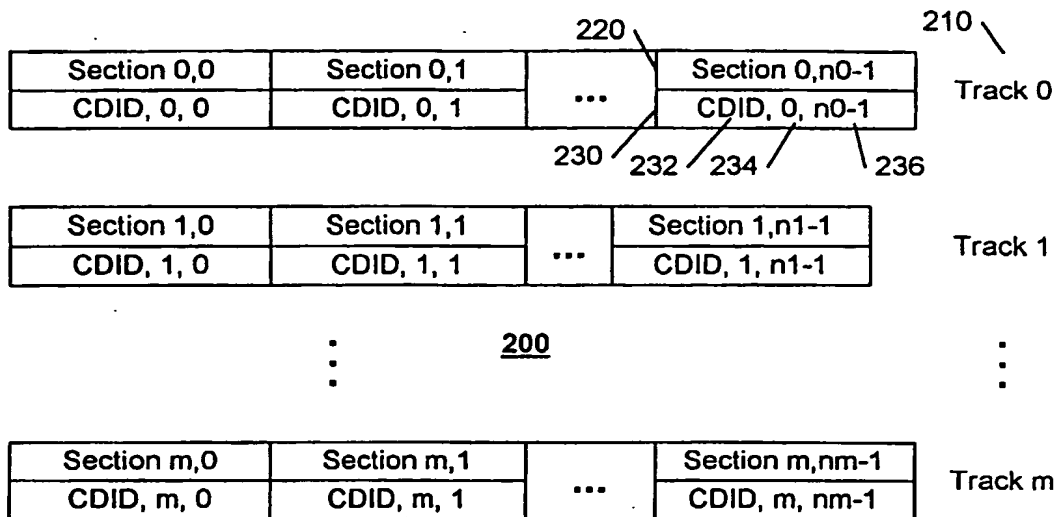 220
210
Section 0,0 Section 0,1 ... Section 0,n0-1 Track 0
CDID, 0, 0 CDID, 0, 1 CDID, 0, n0-1
230 232 234 236
Section 1,0 Section 1,1 ... Section 1,n1-1 Track 1
CDID, 1, 0 CDID, 1, 1 CDID, 1, n1-1
200
Section m,0 Section m,1 ... Section m,nm-1 Track m
CDID, m, 0 CDID, m, 1 CDID, m, nm-1